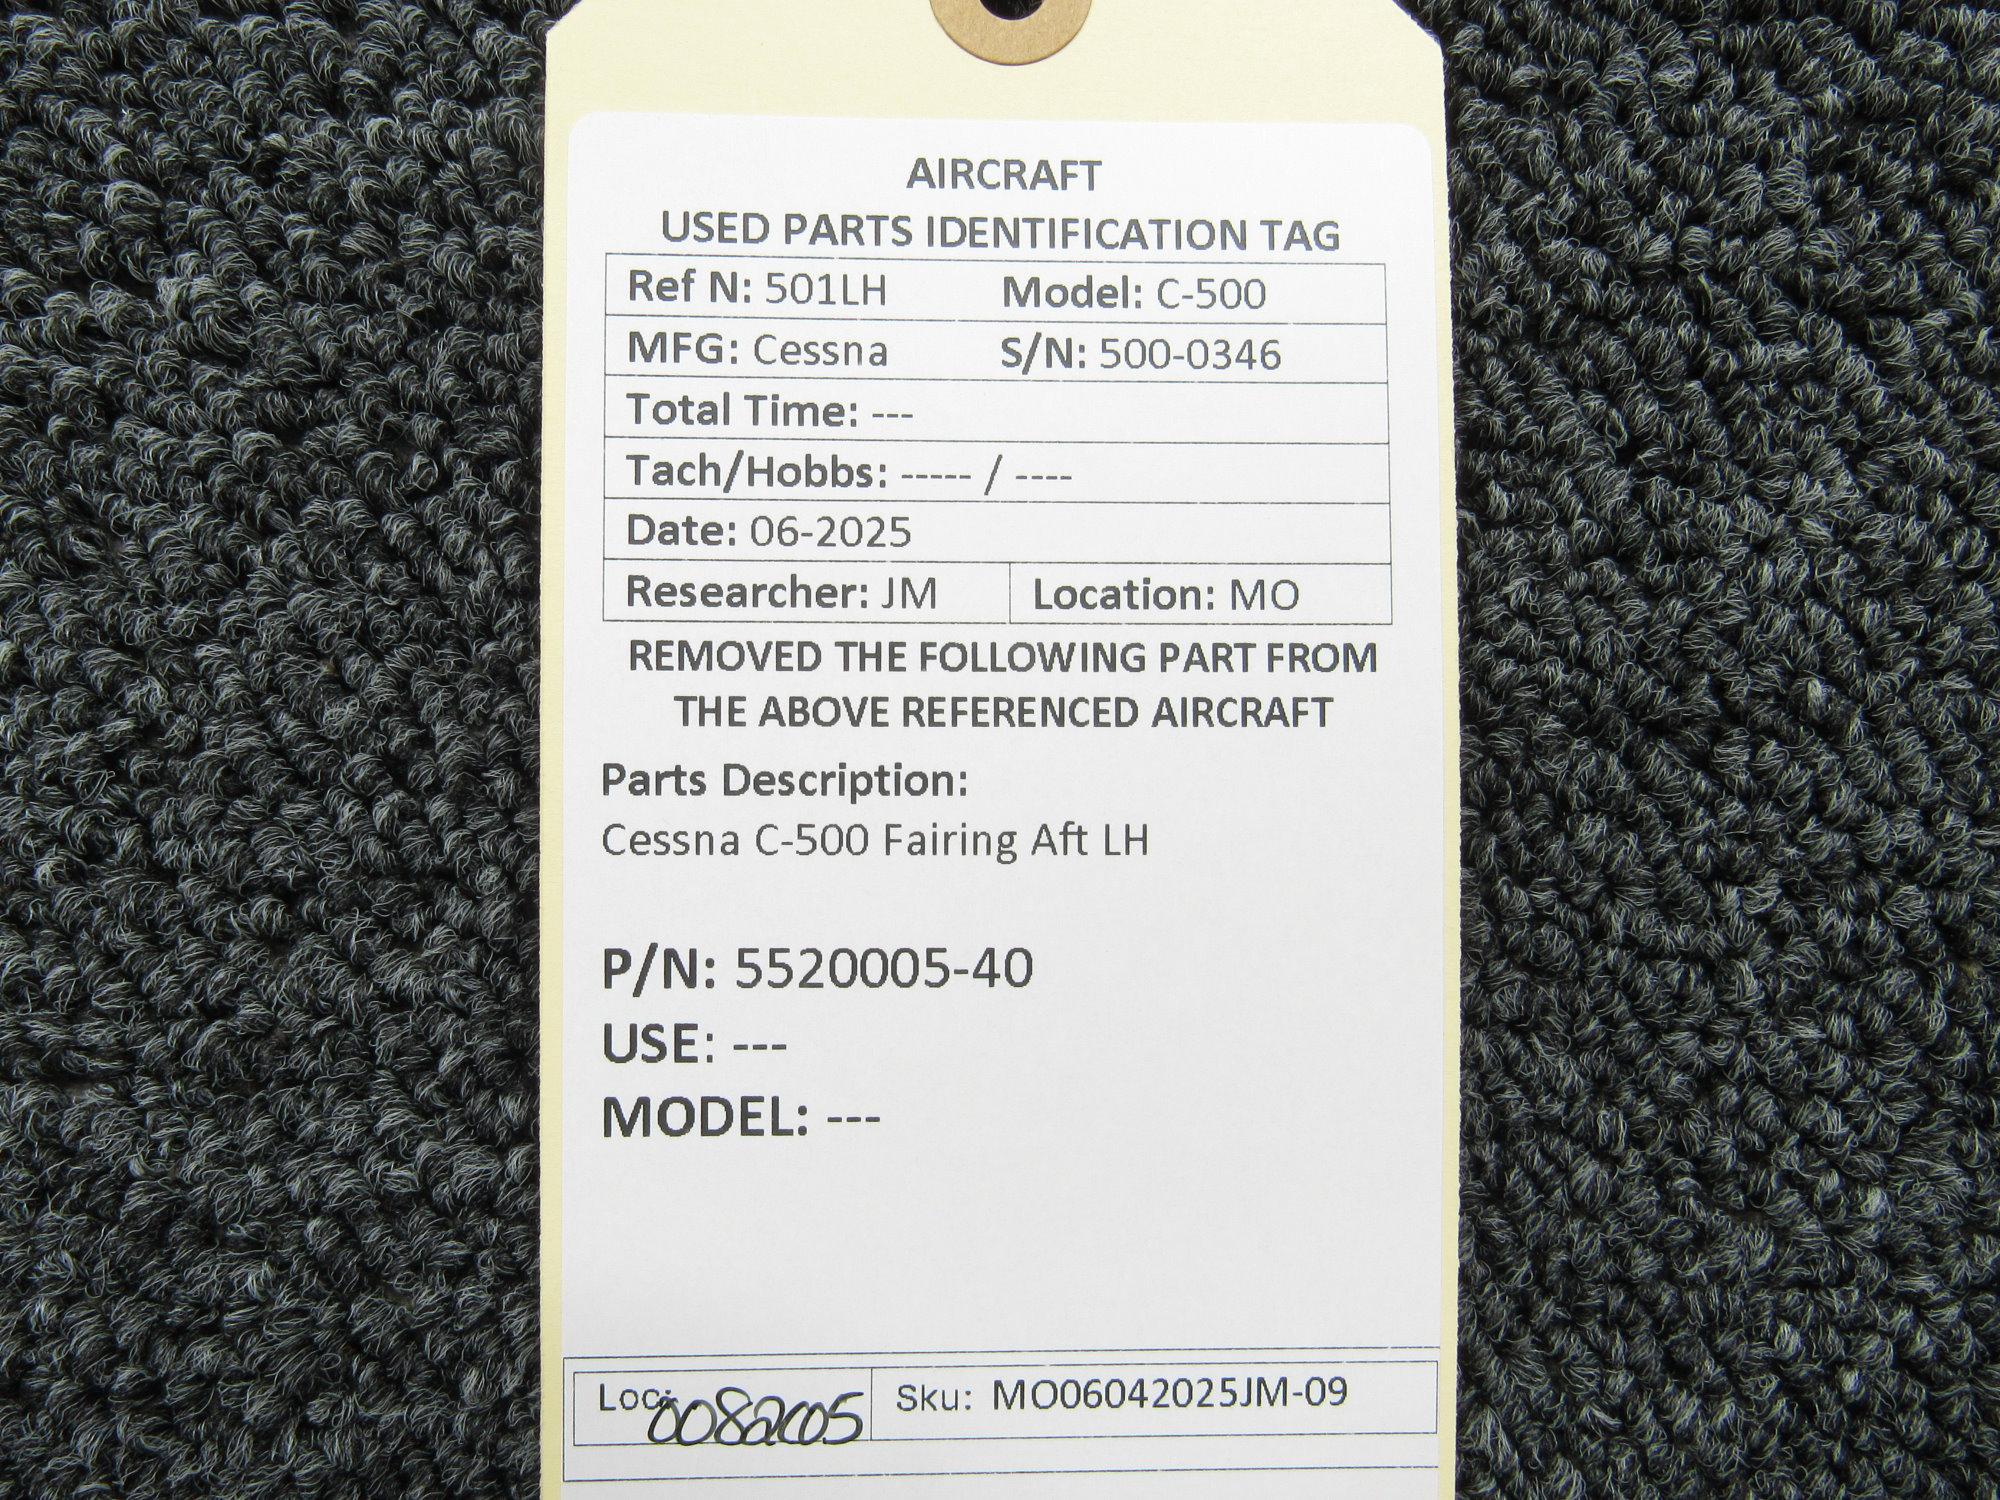 AIRCRAFT
USED PARTS IDENTIFICATION TAG
Ref N: 501LH Model: C-500
MFG: Cessna S/N: 500-0346
Total Time: ---
Tach/Hobbs: ----- / ----
Date: 06-2025
Researcher: JM Location: MO
REMOVED THE FOLLOWING PART FROM
THE ABOVE REFERENCED AIRCRAFT
Parts Description:
Cessna C-500 Fairing Aft LH
P/N: 5520005-40
USE: ---
MODEL: ---
Loc: 0082005 Sku: MO06042025JM-09